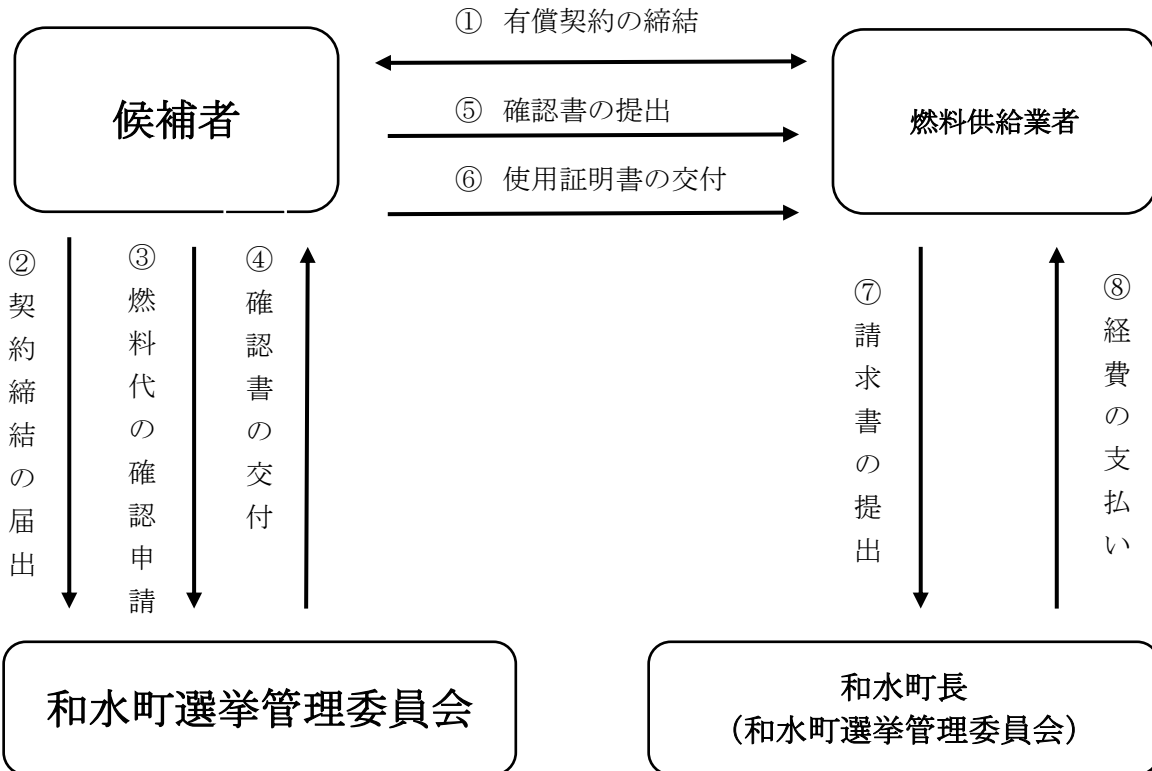 ① 有償契約の締結
候補者
⑤ 確認書の提出
燃料供給業者
⑥ 使用証明書の交付
②契約締結の届出
③燃料代の確認申請
④確認書の交付
⑦請求書の提出
⑧経費の支払い
和水町選挙管理委員会
和水町長
（和水町選挙管理委員会）